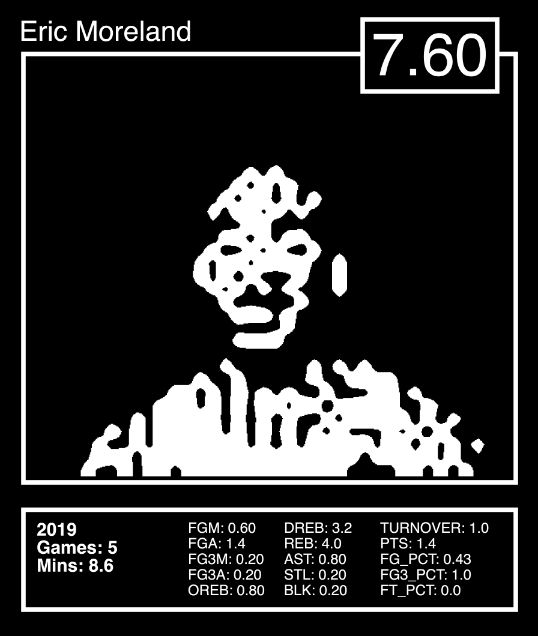 Eric Moreland
7.60
2019
Games: 5
Mins: 8.6
FGM: 0.60
FGA: 1.4
FG3M: 0.20
FG3A: 0.20
OREB: 0.80
DREB: 3.2
REB: 4.0
AST: 0.80
STL: 0.20
BLK: 0.20
TURNOVER: 1.0
PTS: 1.4
FG_PCT: 0.43
FG3_PCT: 1.0
FT_PCT: 0.0